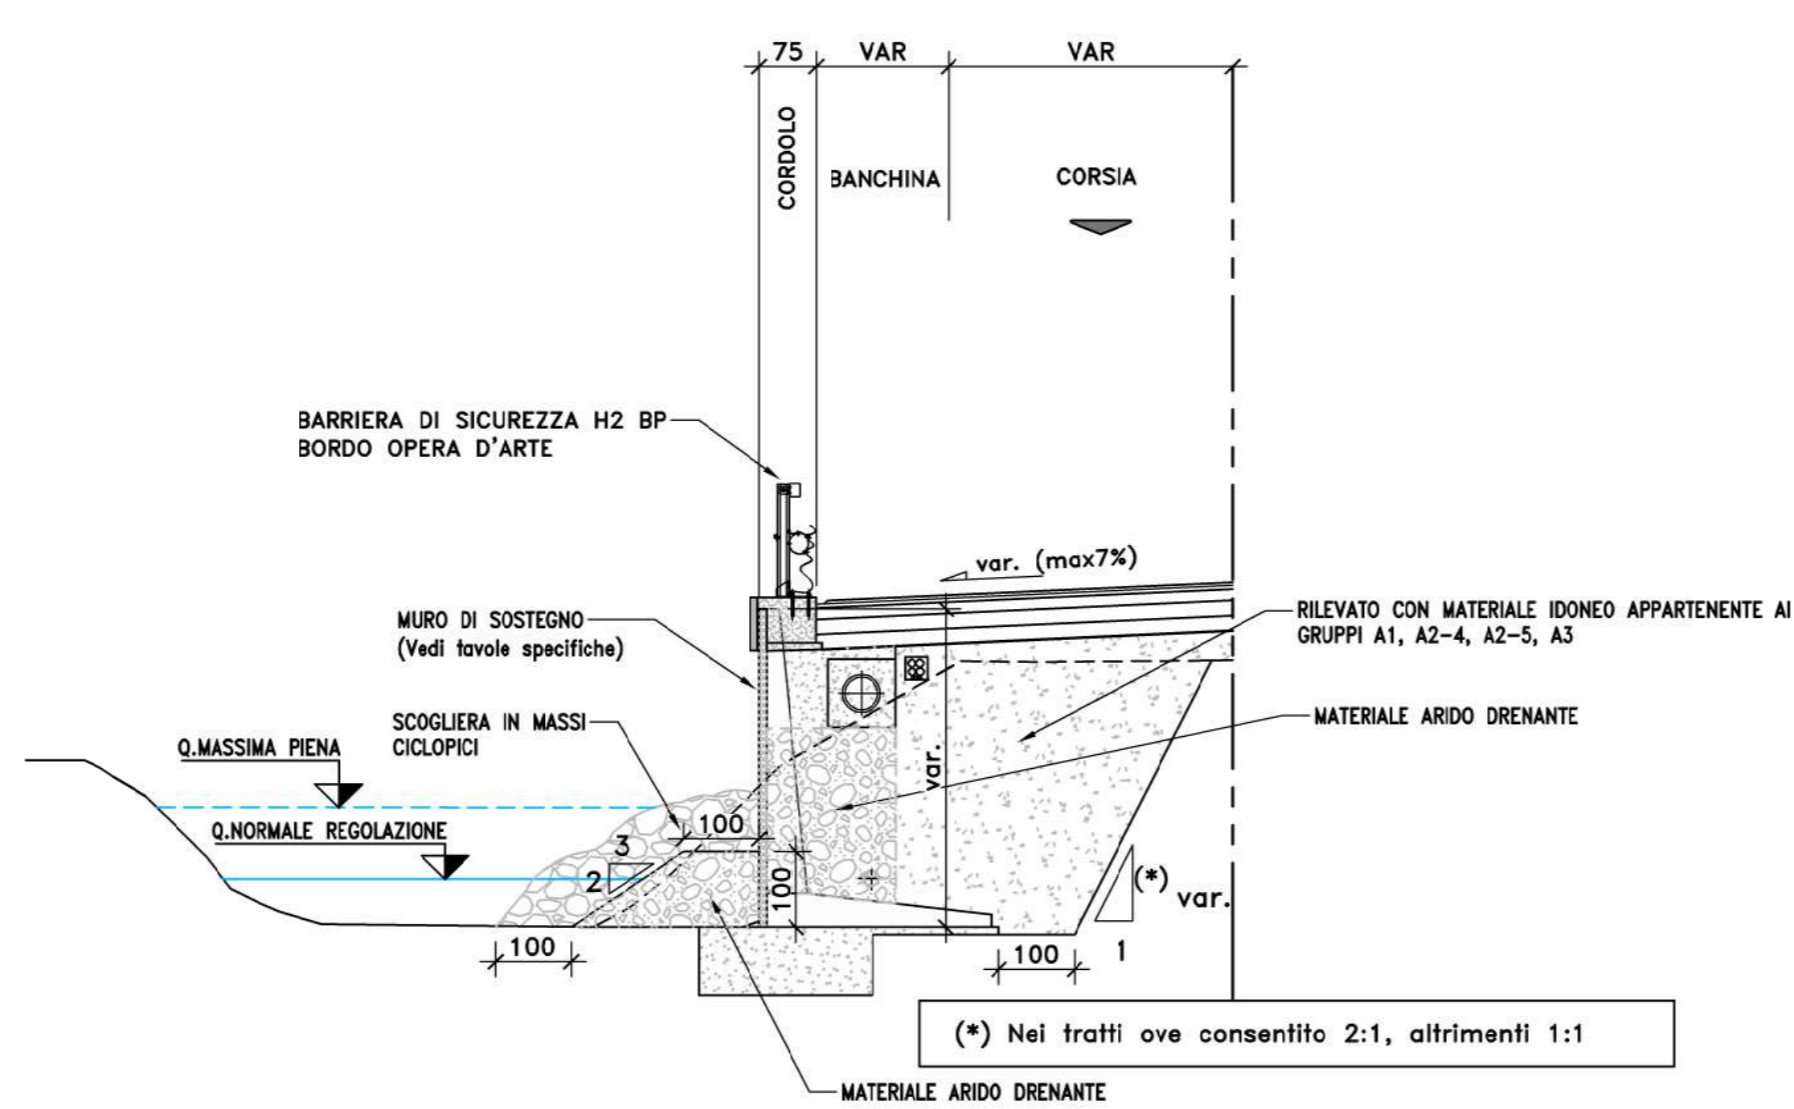 75 VAR VAR
CORDOLO
BANCHINA
CORSIA
BARRIERA DI SICUREZZA H2 BP
BORDO OPERA D'ARTE
var. (max7%)
MURO DI SOSTEGNO
(Vedi tavole specifiche)
RILEVATO CON MATERIALE IDONEO APPARTENENTE AI
GRUPPI A1, A2-4, A2-5, A3
SCOGLIERA IN MASSI
CICLOPICI
MATERIALE ARIDO DRENANTE
Q.MASSIMA PIENA
var.
Q.NORMALE REGOLAZIONE
100
3
2
100
(*)
var.
1
100
100
(*) Nei tratti ove consentito 2:1, altrimenti 1:1
MATERIALE ARIDO DRENANTE